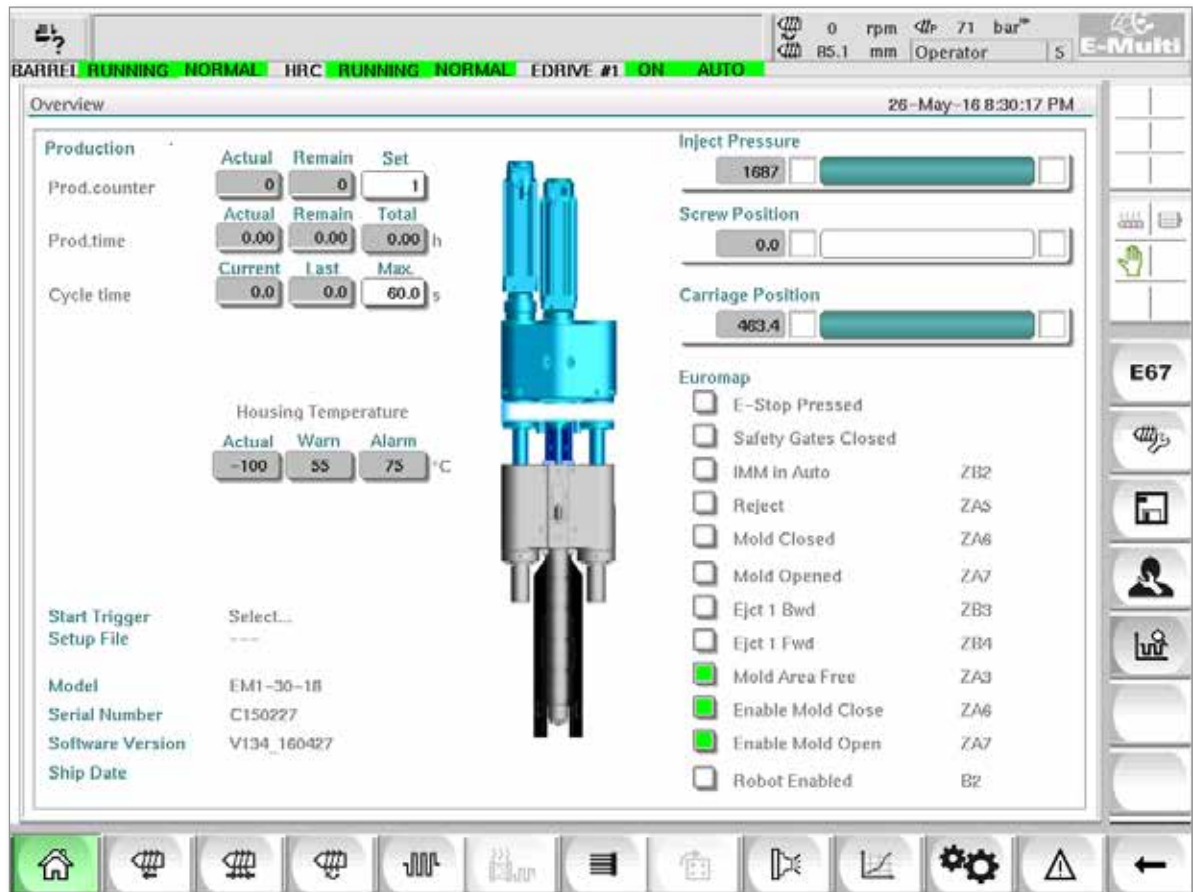 0 rpm 71 bar
85.1 mm Operator 5
E-Multi
BARREL RUNNING NORMAL HRC RUNNING NORMAL EDRIVE #1 ON AUTO
Overview 26-May-16 8:30:17 PM
Production
Actual Remain Set
Prod.counter 0 0 1
Actual Remain Total
Prod.time 0.00 0.00 0.00 h
Current Last Max.
Cycle time 0.0 0.0 60.0 s
Housing Temperature
Actual Warn Alarm
-100 55 75 °C
Start Trigger Select...
Setup File ---
Model EM1-30-18
Serial Number C150227
Software Version V134_160427
Ship Date
Inject Pressure
1687
Screw Position
0.0
Carriage Position
463.4
Euromap
E-Stop Pressed
Safety Gates Closed
IMM in Auto ZB2
Reject ZA5
Mold Closed ZA6
Mold Opened ZA7
Ejct 1 Bwd ZB3
Ejct 1 Fwd ZB4
Mold Area Free ZA3
Enable Mold Close ZA6
Enable Mold Open ZA7
Robot Enabled B2
E67